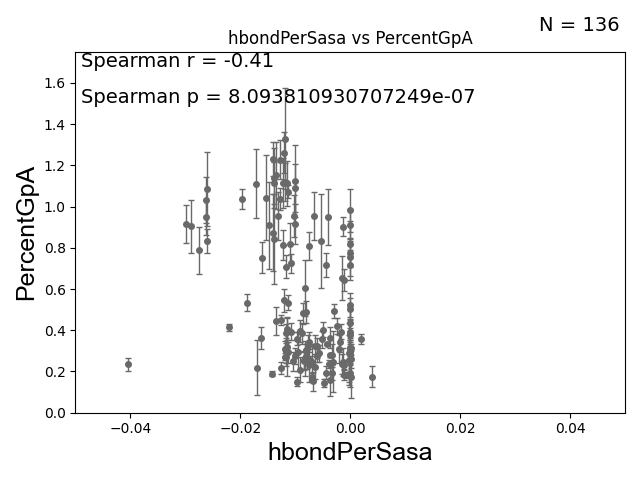 N = 136
hbondPerSasa vs PercentGpA
Spearman r = -0.41
Spearman p = 8.093810930707249e-07
PercentGpA
1.6
1.4
1.2
1.0
0.8
0.6
0.4
0.2
0.0
−0.04 −0.02 0.00 0.02 0.04
hbondPerSasa